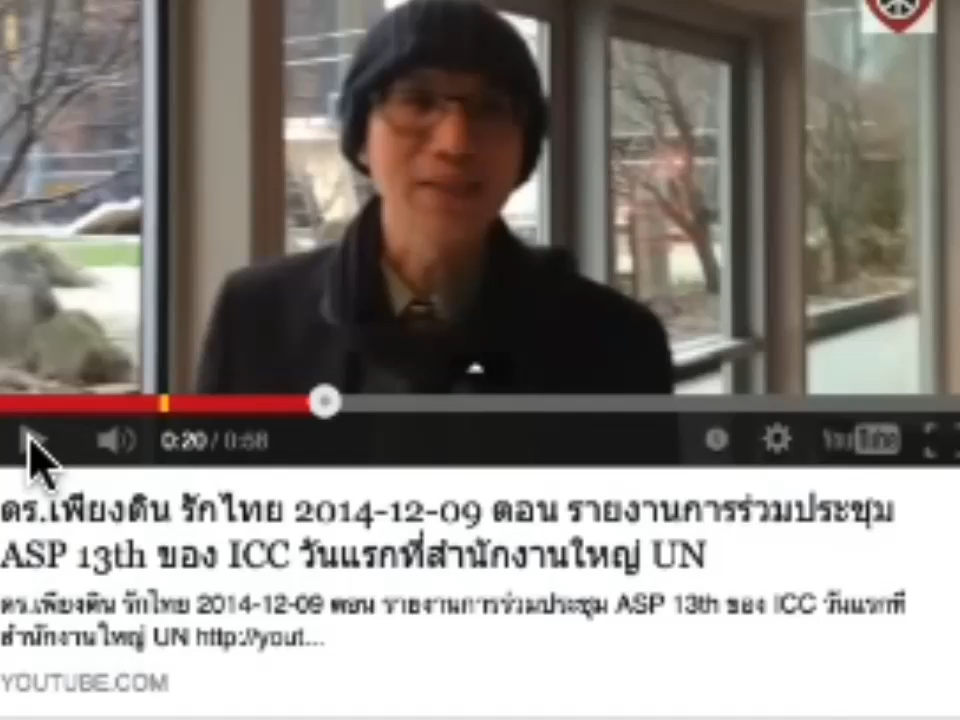 0:20 / 0:58
YouTube
ดร.เพียงดิน รักไทย 2014-12-09 ตอน รายงานการร่วมประชุม
ASP 13th ของ ICC วันแรกที่สำนักงานใหญ่ UN
ดร.เพียงดิน รักไทย 2014-12-09 ตอน รายงานการร่วมประชุม ASP 13th ของ ICC วันแรกที่
สำนักงานใหญ่ UN http://yout...
YOUTUBE.COM